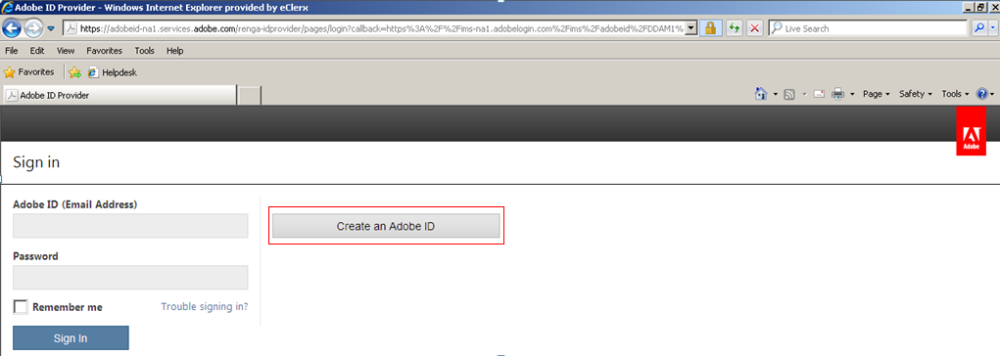 Adobe ID Provider - Windows Internet Explorer provided by eClerx
https://adobeid-na1.services.adobe.com/renga-idprovider/pages/login?callback=https%3A%2F%2Fims-na1.adobelogin.com%2Fims%2Fadobeid%2FDDAM1%
Live Search
File Edit View Favorites Tools Help
Favorites Helpdesk
Adobe ID Provider
Page Safety Tools
Adobe
Sign in
Adobe ID (Email Address)
Create an Adobe ID
Password
Remember me Trouble signing in?
Sign In